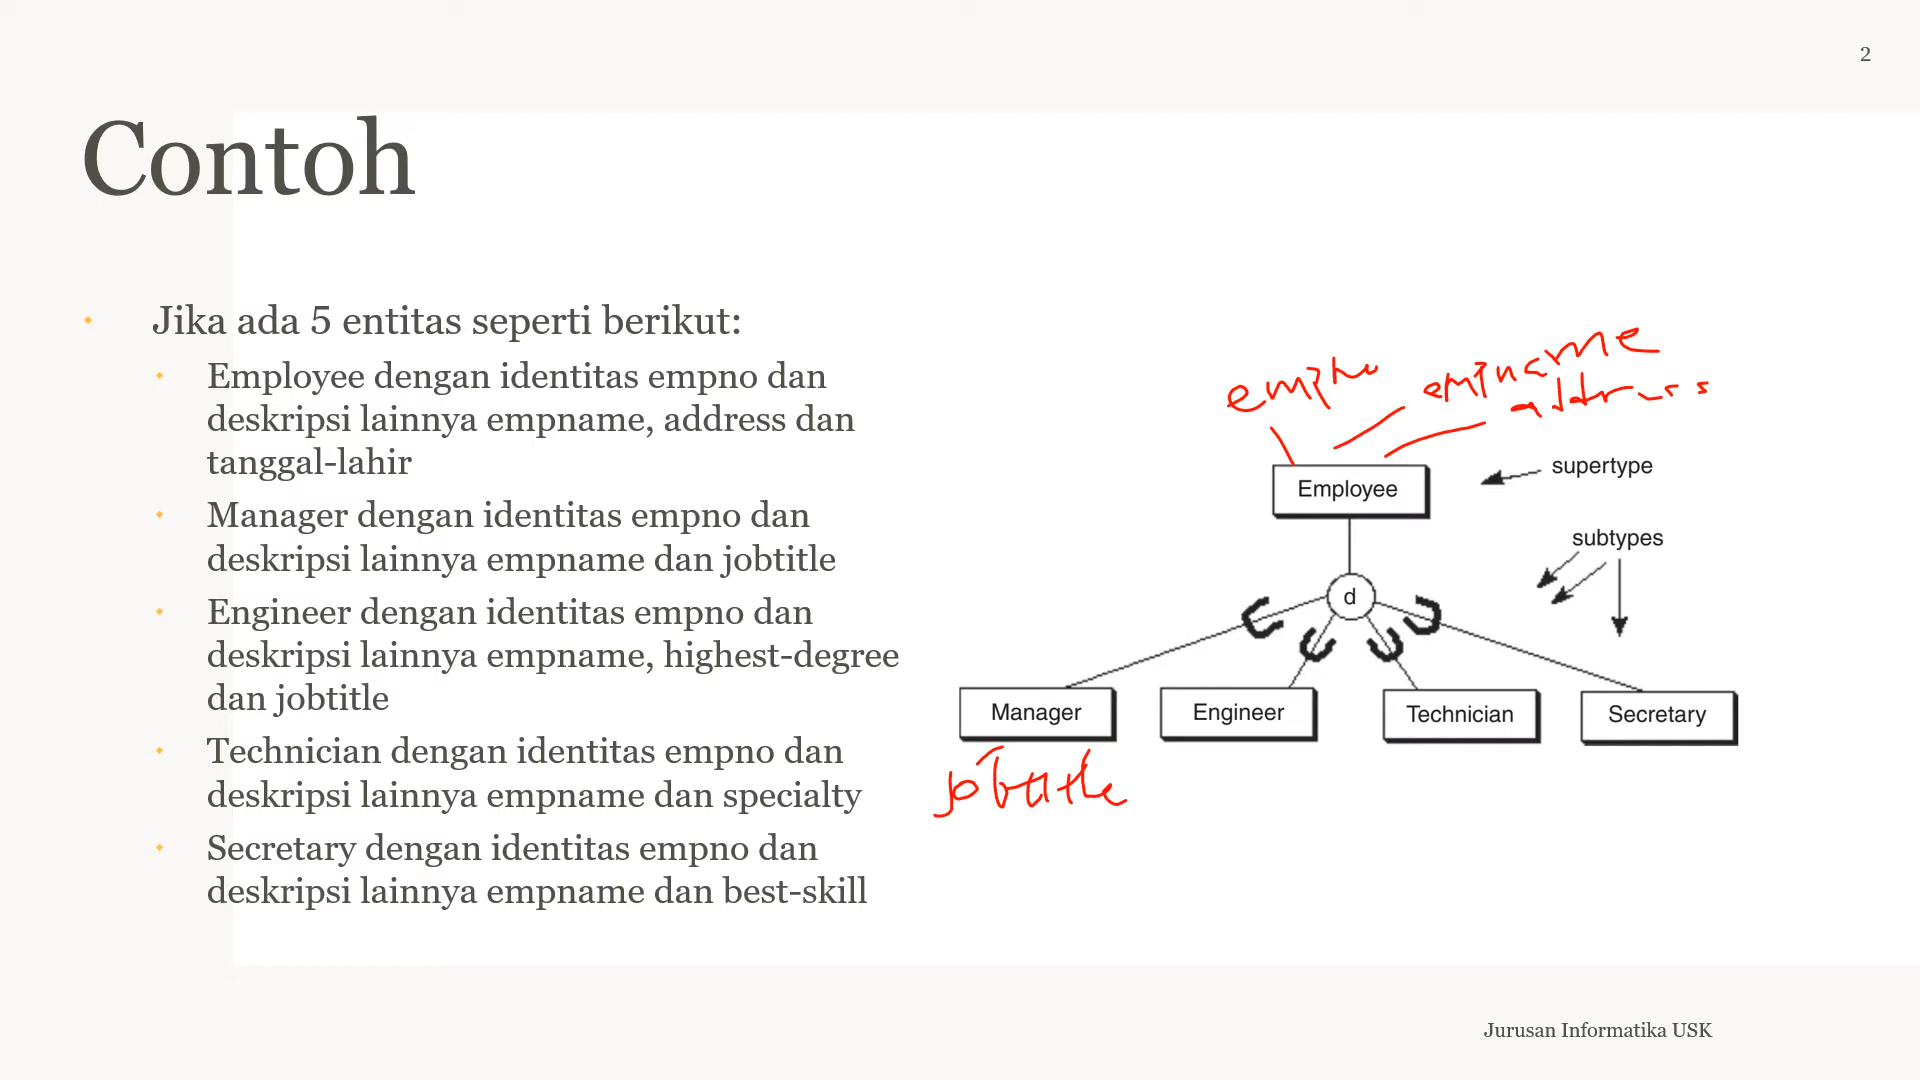 2
Contoh
Jika ada 5 entitas seperti berikut:
Employee dengan identitas empno dan
deskripsi lainnya empname, address dan
tanggal-lahir
Manager dengan identitas empno dan
deskripsi lainnya empname dan jobtitle
Engineer dengan identitas empno dan
deskripsi lainnya empname, highest-degree
dan jobtitle
Technician dengan identitas empno dan
deskripsi lainnya empname dan specialty
Secretary dengan identitas empno dan
deskripsi lainnya empname dan best-skill
empno
empname
address
Employee
supertype
subtypes
d
Manager
Engineer
Technician
Secretary
jobtitle
Jurusan Informatika USK